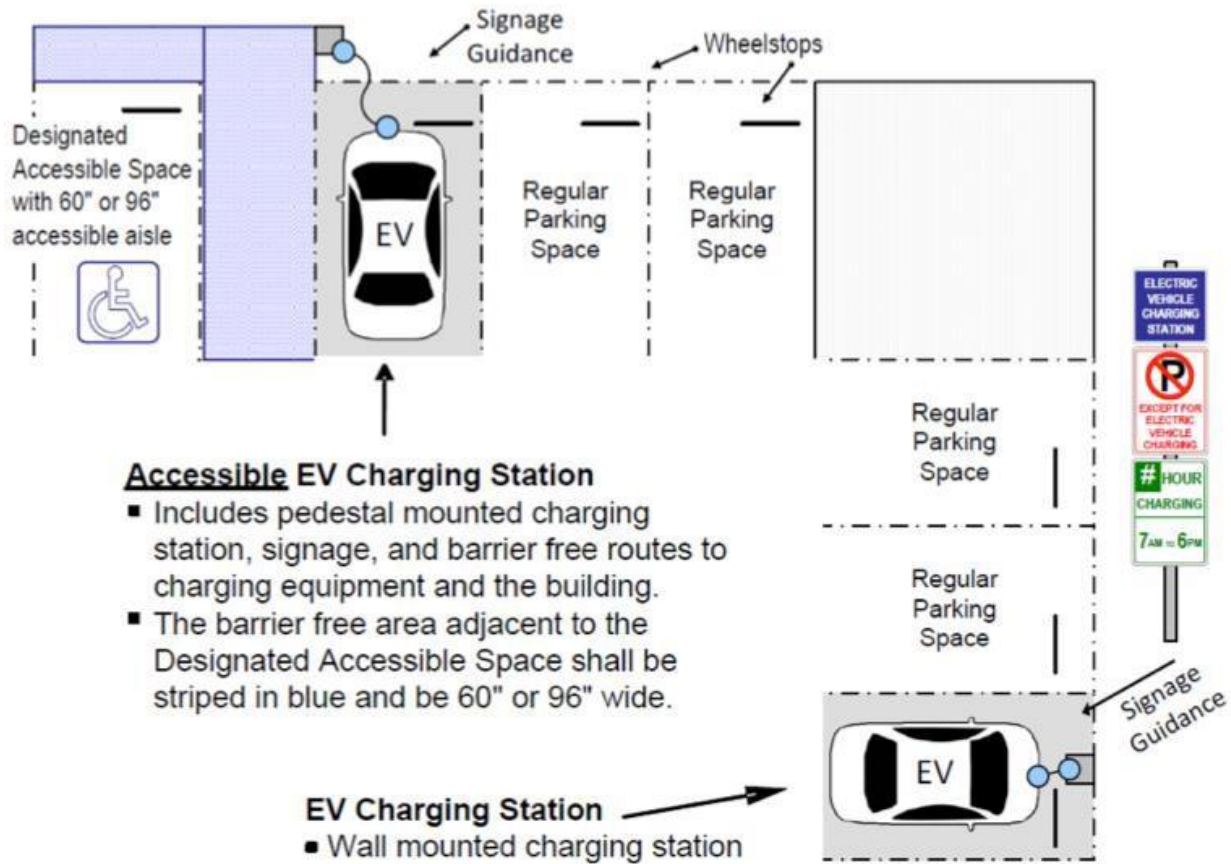 Signage
Guidance
Wheelstops
Designated
Accessible Space
with 60" or 96"
accessible aisle
EV
Regular
Parking
Space
Regular
Parking
Space
ELECTRIC
VEHICLE
CHARGING
STATION
P
EXCEPT FOR
ELECTRIC
VEHICLE
CHARGING
# HOUR
CHARGING
7AM TO 6PM
Regular
Parking
Space
Accessible EV Charging Station
▪ Includes pedestal mounted charging
station, signage, and barrier free routes to
charging equipment and the building.
▪ The barrier free area adjacent to the
Designated Accessible Space shall be
striped in blue and be 60" or 96" wide.
Regular
Parking
Space
Signage
Guidance
EV
EV Charging Station
▪ Wall mounted charging station